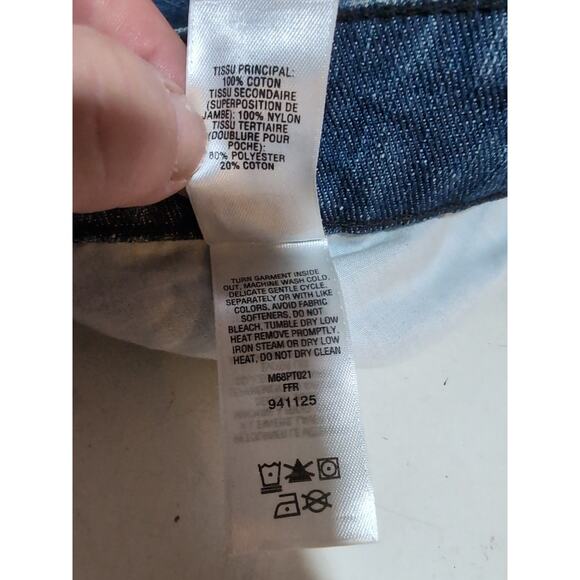 TISSU PRINCIPAL:
100% COTON
TISSU SECONDAIRE
(SUPERPOSITION DE
JAMBE); 100% NYLON
TISSU TERTIAIRE
(DOUBLURE POUR
POCHE):
80% POLYESTER
20% COTON
TURN GARMENT INSIDE
OUT, MACHINE WASH COLD,
DELICATE GENTLE CYCLE,
SEPARATELY OR WITH LIKE
COLORS, AVOID FABRIC
SOFTENERS, DO NOT
BLEACH, TUMBLE DRY LOW
HEAT REMOVE PROMPTLY,
IRON STEAM OR DRY LOW
HEAT, DO NOT DRY CLEAN
M68PT021
FFR
941125